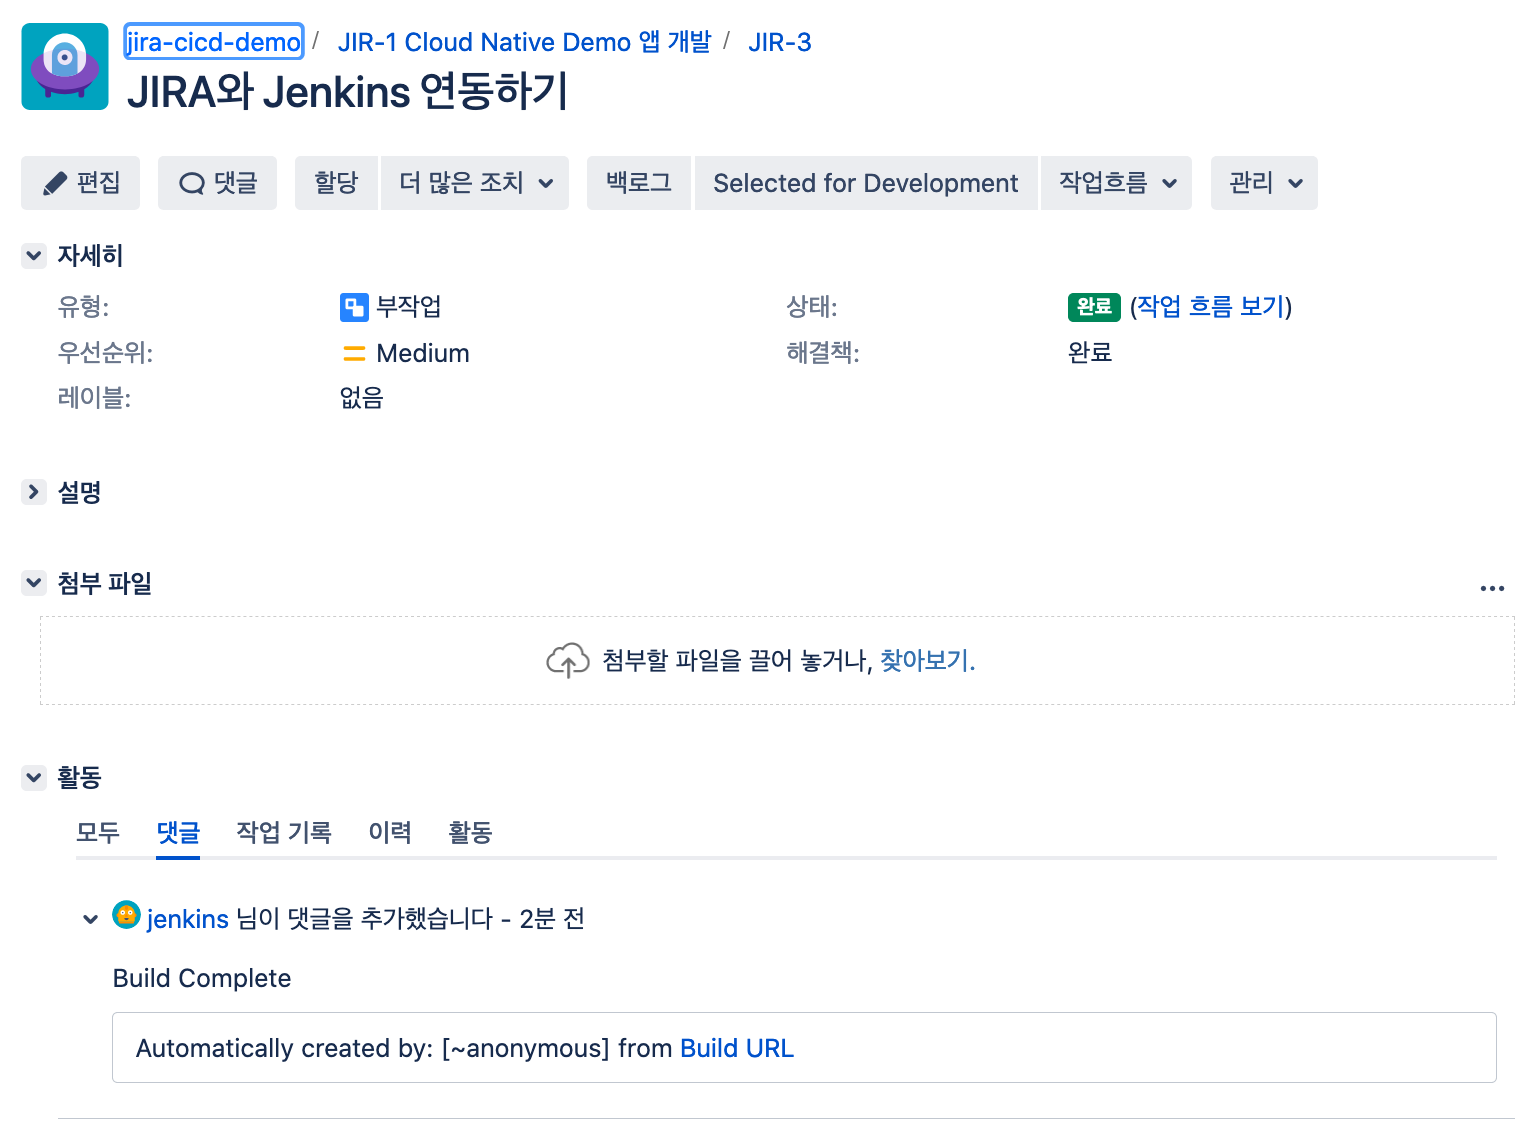 jira-cicd-demo / JIR-1 Cloud Native Demo 앱 개발 / JIR-3
JIRA와 Jenkins 연동하기
편집 댓글 할당 더 많은 조치 백로그 Selected for Development 작업흐름 관리
자세히
유형: 부작업 상태: 완료 (작업 흐름 보기)
우선순위: Medium 해결책: 완료
레이블: 없음
설명
첨부 파일
첨부할 파일을 끌어 놓거나, 찾아보기.
활동
모두 댓글 작업 기록 이력 활동
jenkins 님이 댓글을 추가했습니다 - 2분 전
Build Complete
Automatically created by: [~anonymous] from Build URL